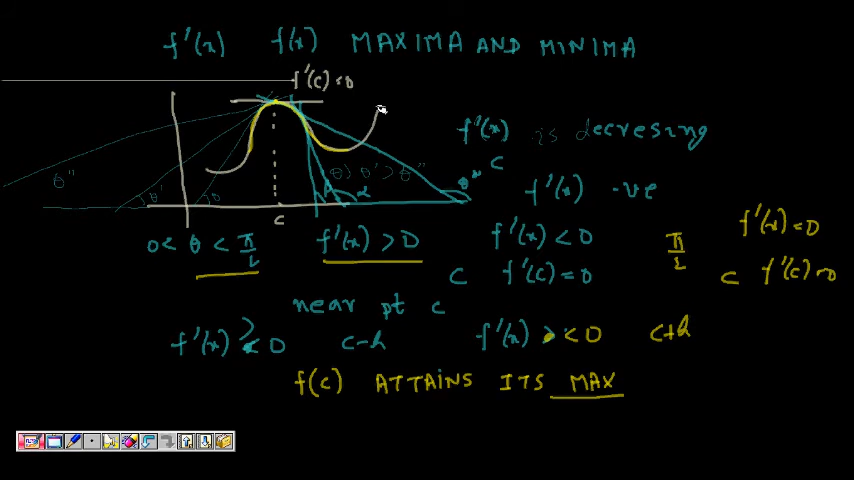 f'(x) f(x) MAXIMA AND MINIMA
f'(c) = 0
f'(x) is decresing
θ" θ' θ θ > θ' > θ" α θ"
c
f'(x) -ve
c
0 < θ < π/2 f'(x) > 0 f'(x) < 0 π/2 f'(x) = 0
c f'(c) = 0 c f'(c) = 0
near pt c
f'(x) < 0 c-h f'(x) > < 0 c+h
f(c) ATTAINS ITS MAX